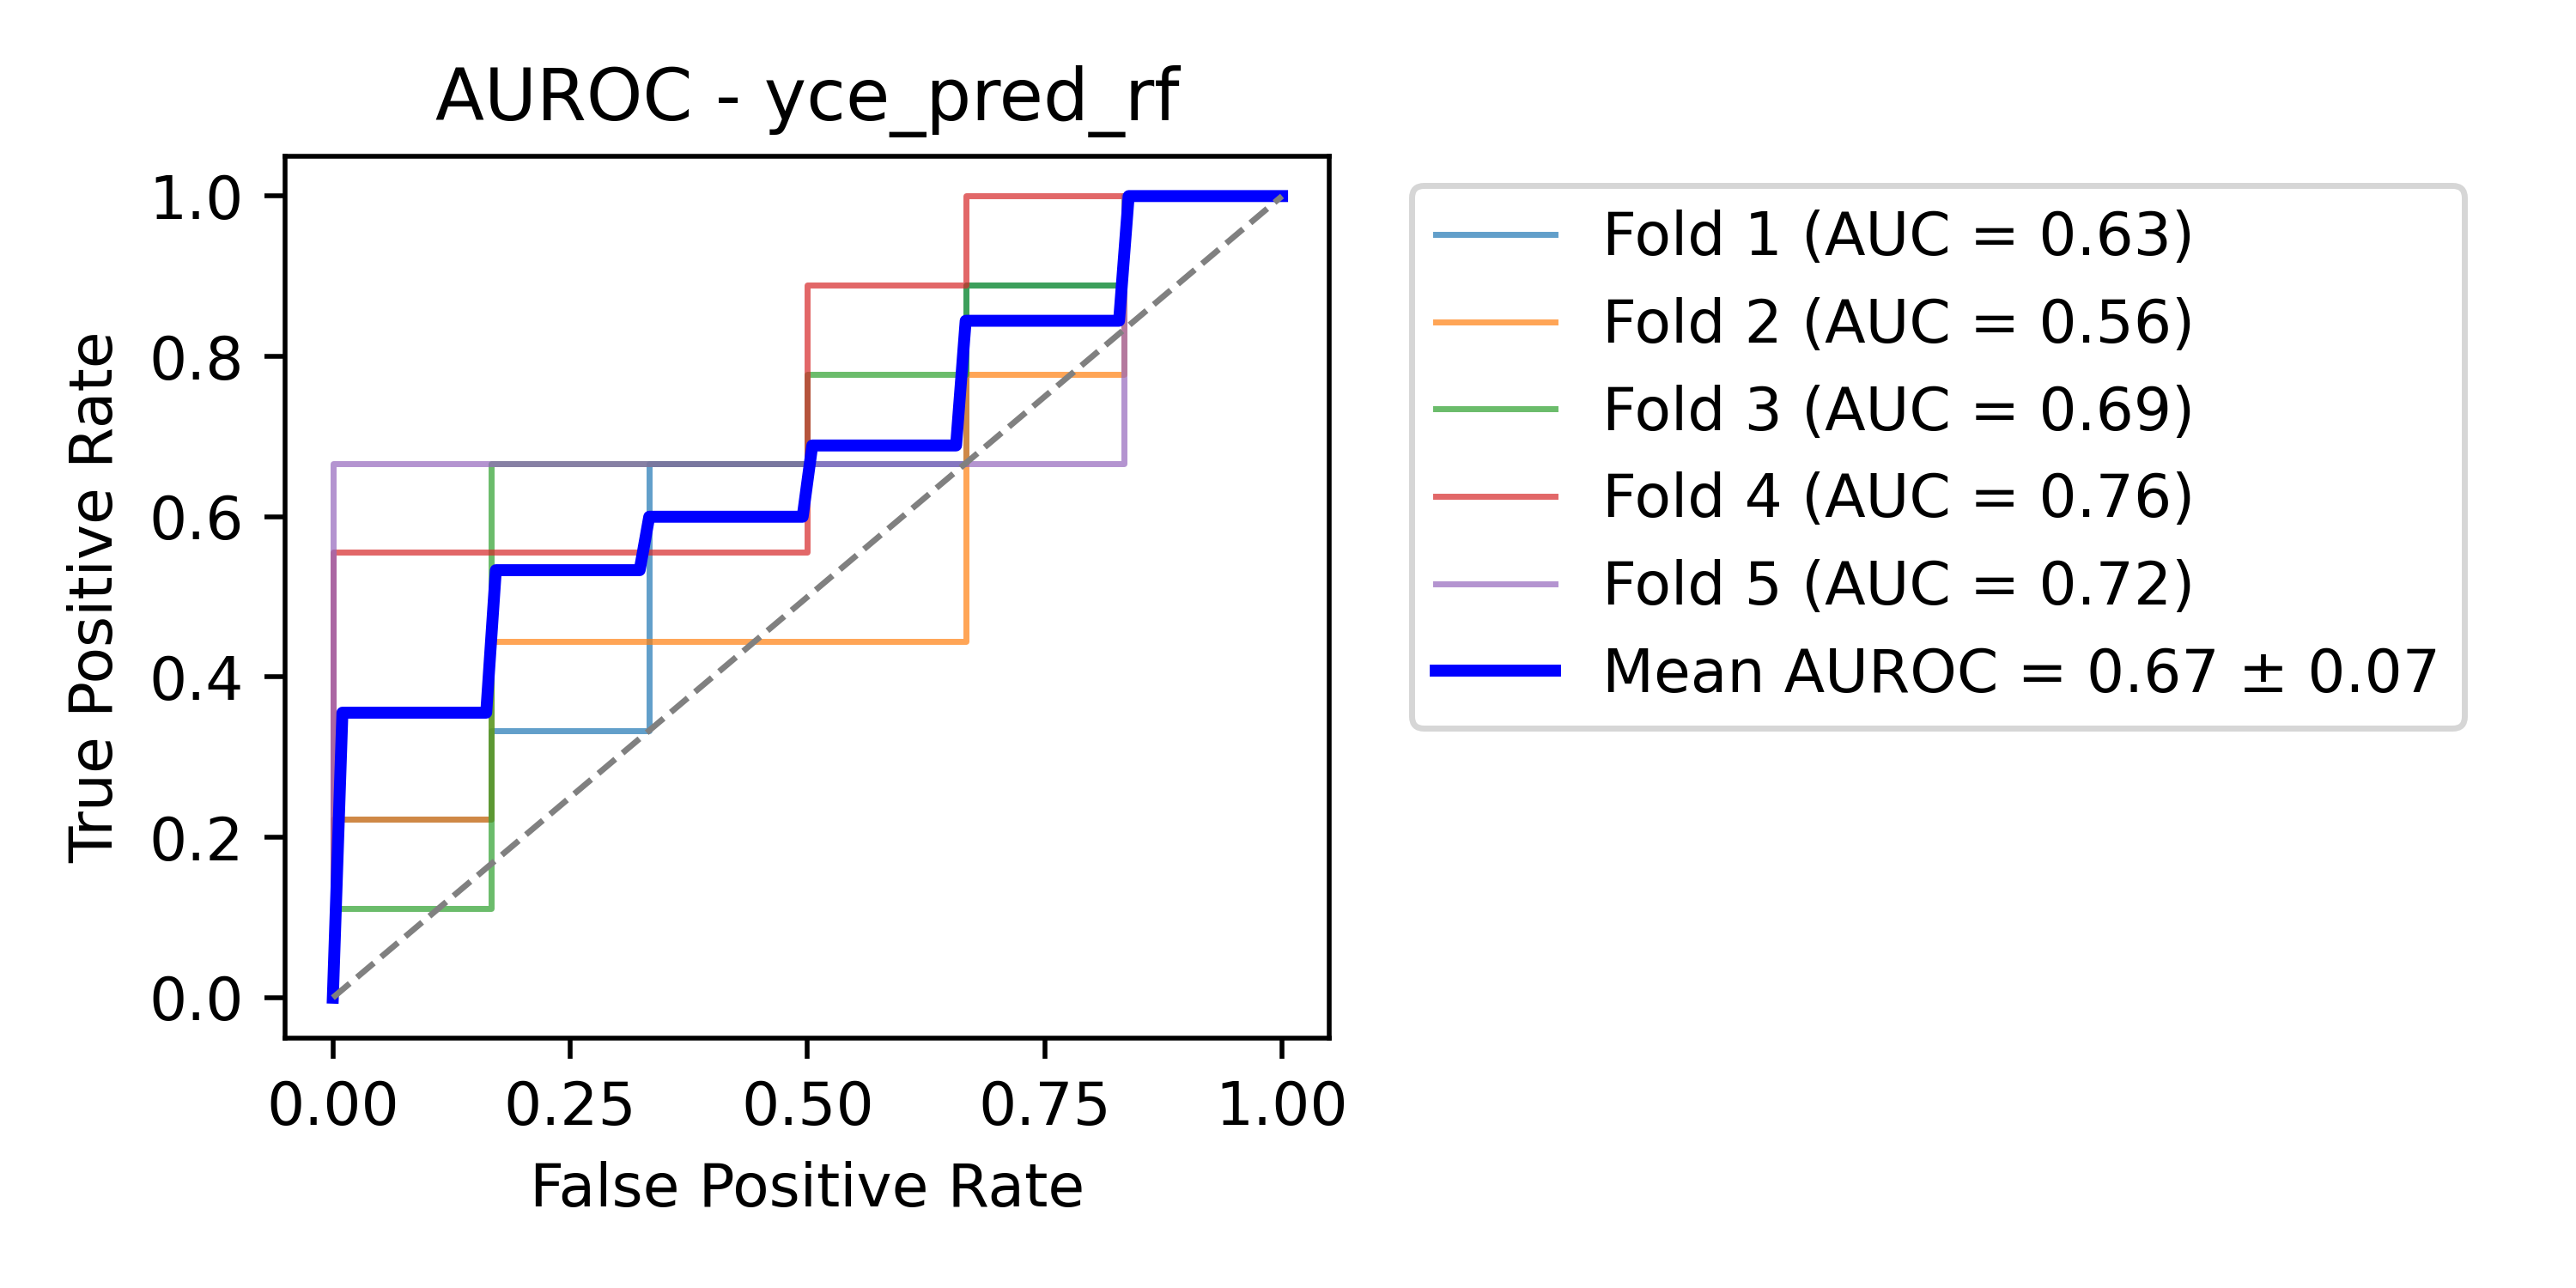 AUROC - yce_pred_rf
True Positive Rate
1.0
0.8
0.6
0.4
0.2
0.0
0.00 0.25 0.50 0.75 1.00
False Positive Rate
Fold 1 (AUC = 0.63)
Fold 2 (AUC = 0.56)
Fold 3 (AUC = 0.69)
Fold 4 (AUC = 0.76)
Fold 5 (AUC = 0.72)
Mean AUROC = 0.67 ± 0.07